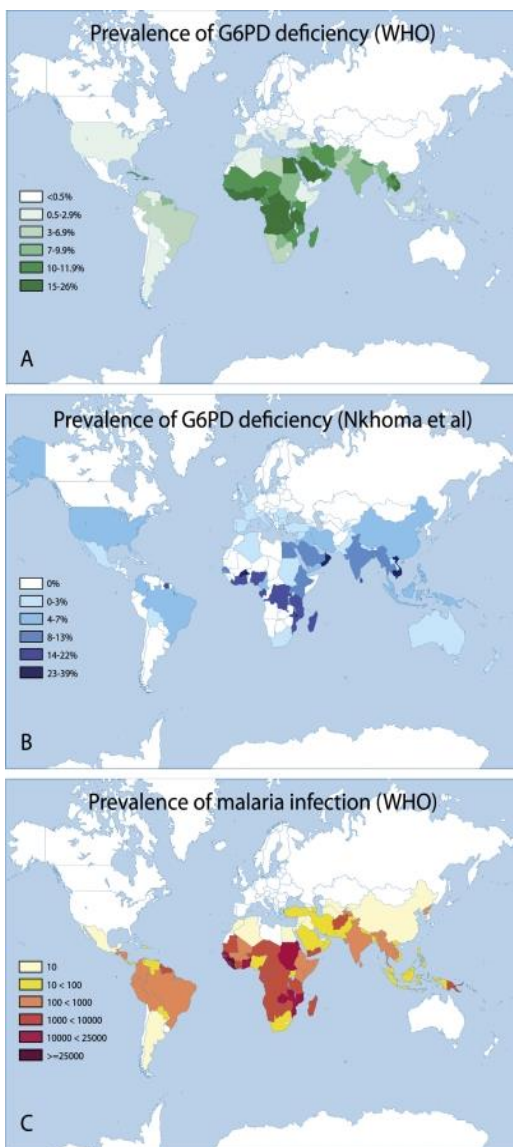 Prevalence of G6PD deficiency (WHO)
<0.5%
0.5-2.9%
3-6.9%
7-9.9%
10-11.9%
15-26%
A
Prevalence of G6PD deficiency (Nkhoma et al)
0%
0-3%
4-7%
8-13%
14-22%
23-39%
B
Prevalence of malaria infection (WHO)
10
10 < 100
100 < 1000
1000 < 10000
10000 < 25000
>=25000
C